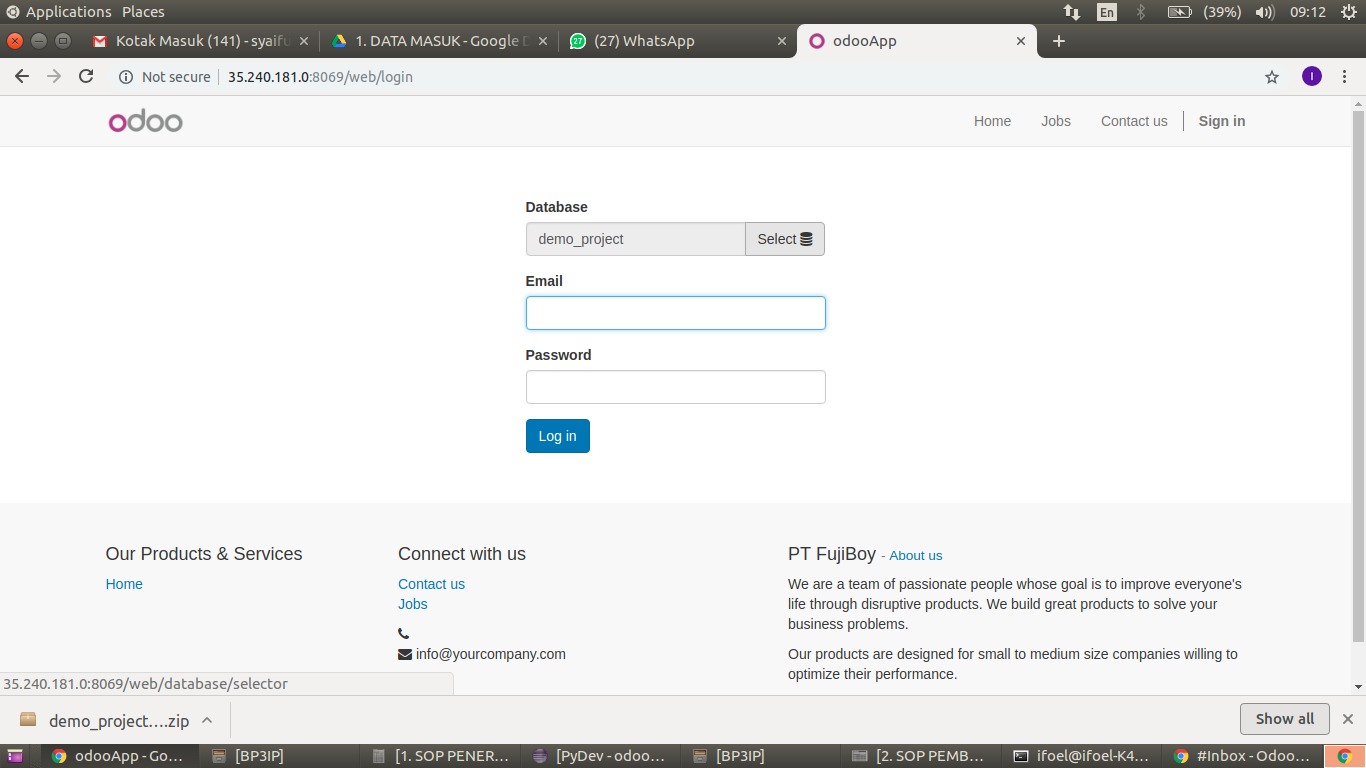 Applications Places
En (39%) 09:12
Kotak Masuk (141) - syaifu
1. DATA MASUK - Google D
27 (27) WhatsApp
odooApp
Not secure 35.240.181.0:8069/web/login
I
odoo
Home Jobs Contact us Sign in
Database
demo_project Select
Email
Password
Log in
Our Products & Services
Home
Connect with us
Contact us
Jobs
info@yourcompany.com
PT FujiBoy - About us
We are a team of passionate people whose goal is to improve everyone's
life through disruptive products. We build great products to solve your
business problems.
Our products are designed for small to medium size companies willing to
optimize their performance.
35.240.181.0:8069/web/database/selector
demo_project....zip
Show all
odooApp - Go... [BP3IP] [1. SOP PENER... [PyDev - odoo... [BP3IP] [2. SOP PEMB... ifoel@ifoel-K4... #Inbox - Odoo...